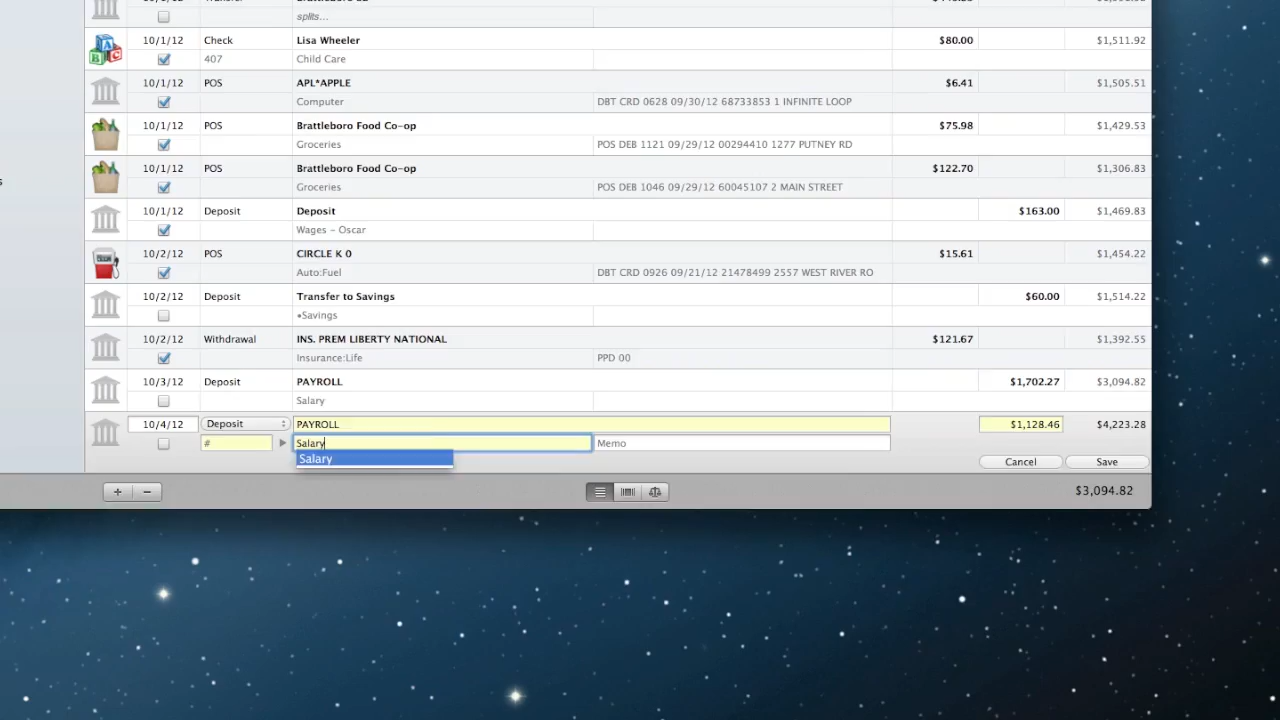 splits...
10/1/12 Check Lisa Wheeler $80.00 $1,511.92
407 Child Care
10/1/12 POS APL*APPLE $6.41 $1,505.51
Computer DBT CRD 0628 09/30/12 68733853 1 INFINITE LOOP
10/1/12 POS Brattleboro Food Co-op $75.98 $1,429.53
Groceries POS DEB 1121 09/29/12 00294410 1277 PUTNEY RD
10/1/12 POS Brattleboro Food Co-op $122.70 $1,306.83
Groceries POS DEB 1046 09/29/12 60045107 2 MAIN STREET
10/1/12 Deposit Deposit $163.00 $1,469.83
Wages - Oscar
10/2/12 POS CIRCLE K 0 $15.61 $1,454.22
Auto:Fuel DBT CRD 0926 09/21/12 21478499 2557 WEST RIVER RO
10/2/12 Deposit Transfer to Savings $60.00 $1,514.22
•Savings
10/2/12 Withdrawal INS. PREM LIBERTY NATIONAL $121.67 $1,392.55
Insurance:Life PPD 00
10/3/12 Deposit PAYROLL $1,702.27 $3,094.82
Salary
10/4/12 Deposit PAYROLL $1,128.46 $4,223.28
# Salary Memo
Salary
Cancel Save
+ − $3,094.82